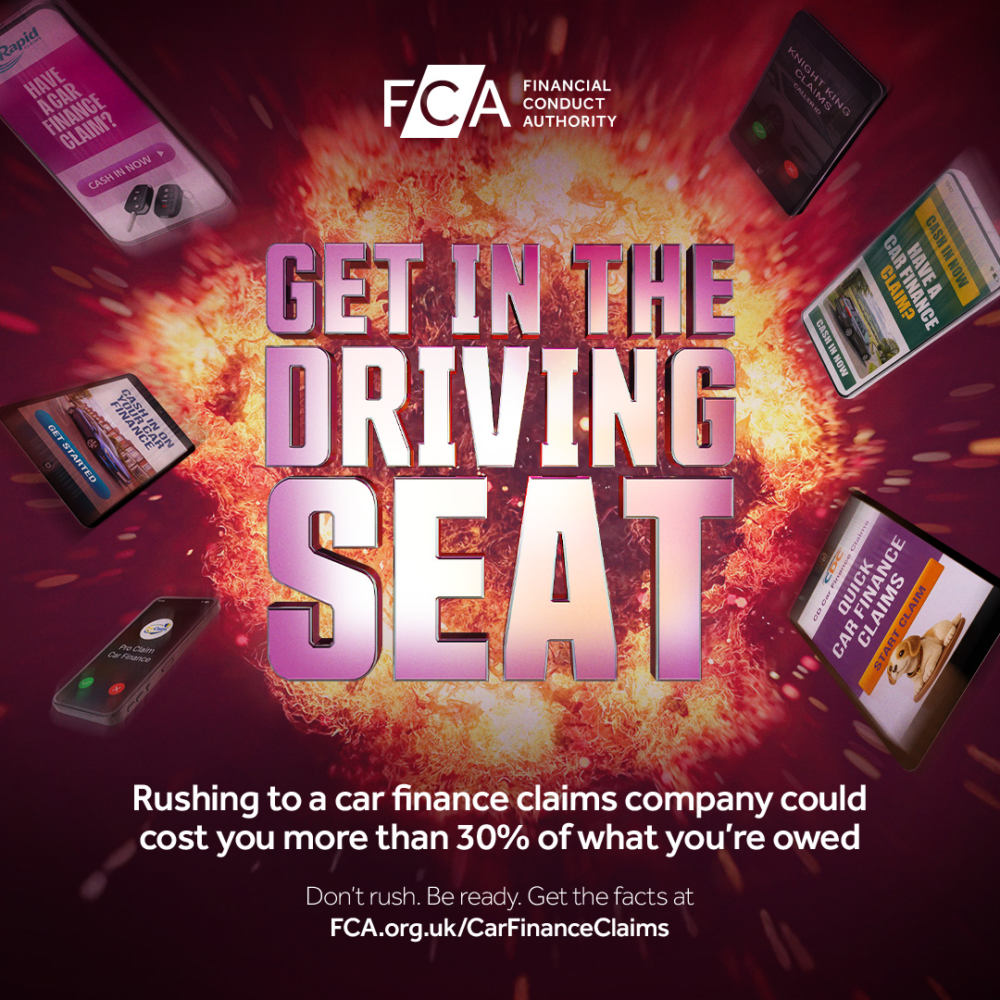 FCA
FINANCIAL
CONDUCT
AUTHORITY
Rapid
HAVE
A CAR
FINANCE
CLAIM?
CASH IN NOW
KNIGHT KING
CLAIMS
CASH IN NOW
HAVE A
CAR FINANCE
CLAIM?
CASH IN NOW
GET IN THE
DRIVING
SEAT
CASH IN ON
YOUR CAR
FINANCE
GET STARTED
CDC
CD Car Finance Claims
QUICK
CAR FINANCE
CLAIMS
START CLAIM
Pro Claim
Car Finance
Rushing to a car finance claims company could
cost you more than 30% of what you're owed
Don't rush. Be ready. Get the facts at
FCA.org.uk/CarFinanceClaims